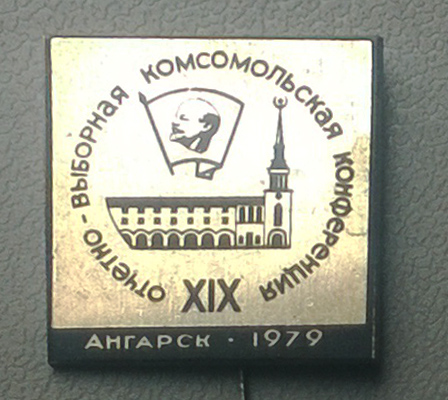 ОТЧЕТНО-ВЫБОРНАЯ КОМСОМОЛЬСКАЯ КОНФЕРЕНЦИЯ
XIX
АНГАРСК · 1979